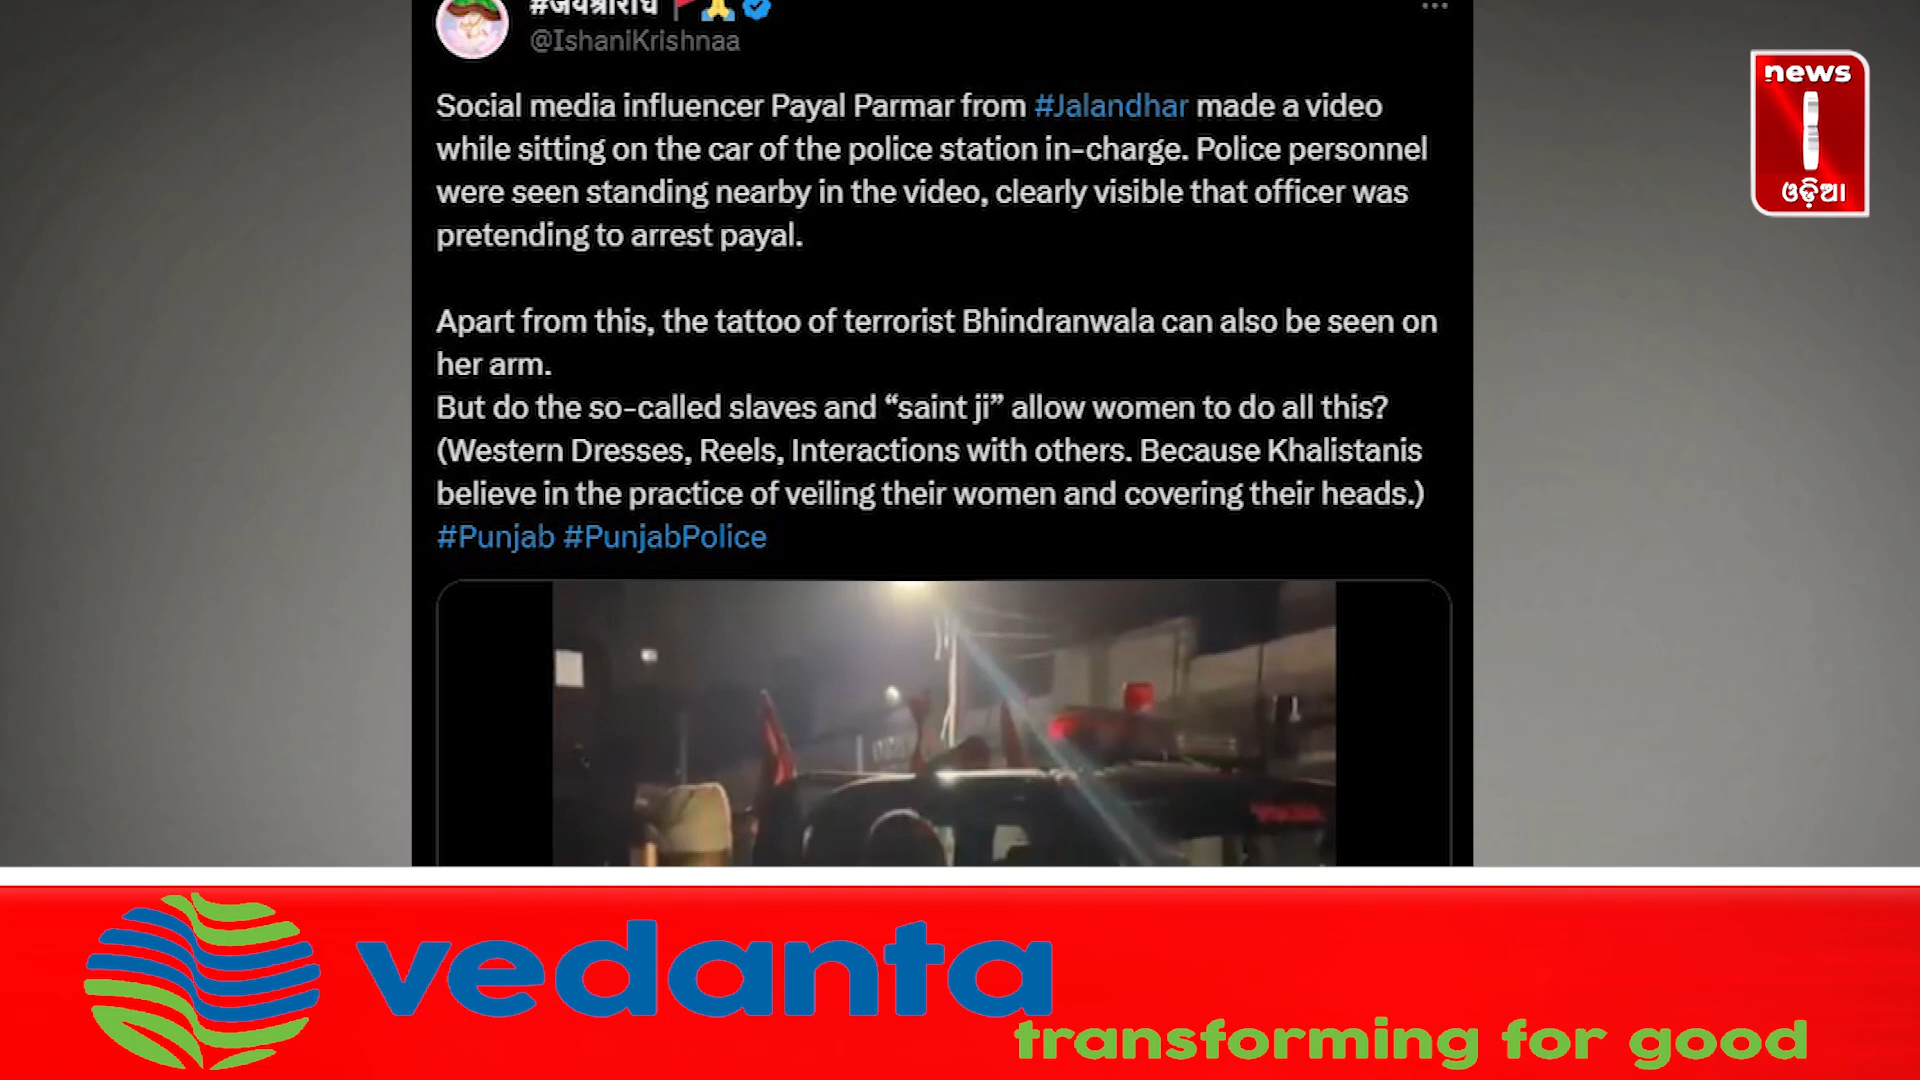 #जयश्रीराधे
@IshaniKrishnaa
news
ଓଡ଼ିଆ
Social media influencer Payal Parmar from #Jalandhar made a video
while sitting on the car of the police station in-charge. Police personnel
were seen standing nearby in the video, clearly visible that officer was
pretending to arrest payal.
Apart from this, the tattoo of terrorist Bhindranwala can also be seen on
her arm.
But do the so-called slaves and “saint ji” allow women to do all this?
(Western Dresses, Reels, Interactions with others. Because Khalistanis
believe in the practice of veiling their women and covering their heads.)
#Punjab #PunjabPolice
vedanta
transforming for good